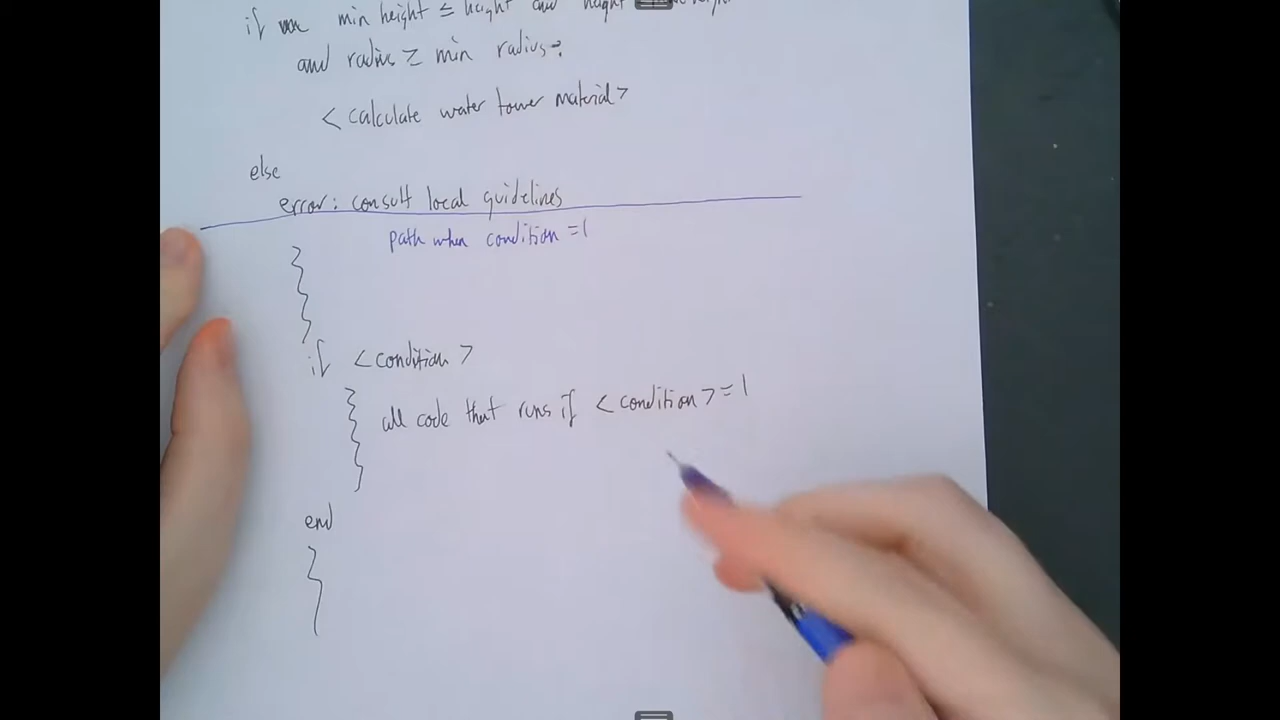 if min height ≤ height and height
and radius ≥ min radius:
< calculate water tower material >
else
error: consult local guidelines
path when condition = 1
if < condition >
all code that runs if < condition > = 1
end